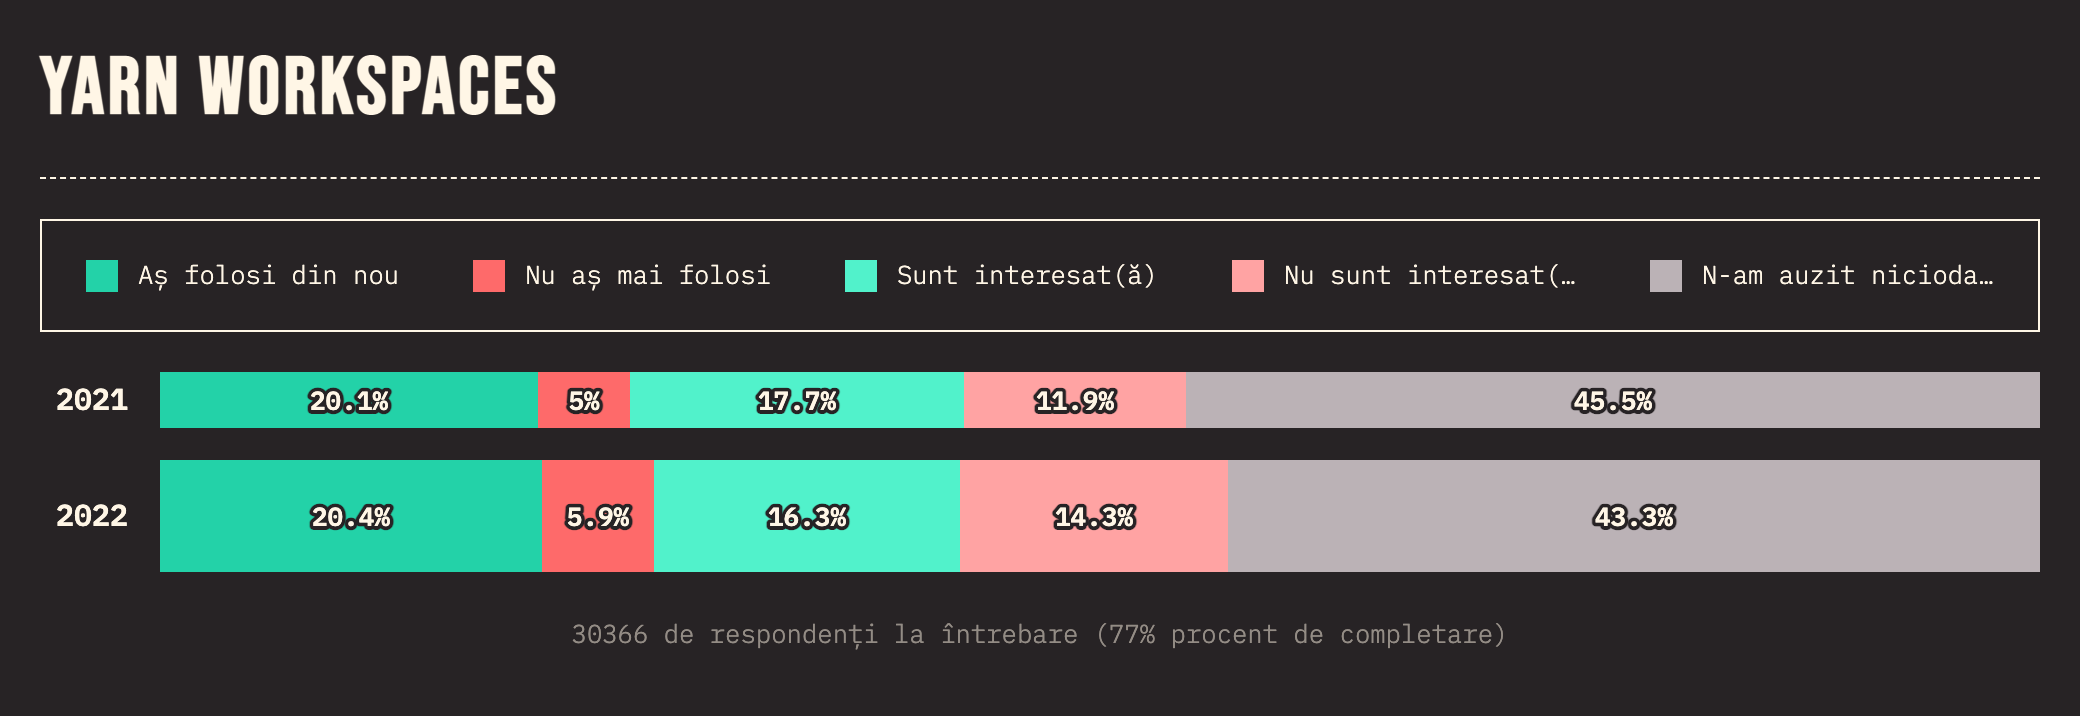 YARN WORKSPACES
Aș folosi din nou Nu aș mai folosi Sunt interesat(ă) Nu sunt interesat(… N-am auzit nicioda…
2021 20.1% 5% 17.7% 11.9% 45.5%
2022 20.4% 5.9% 16.3% 14.3% 43.3%
30366 de respondenți la întrebare (77% procent de completare)